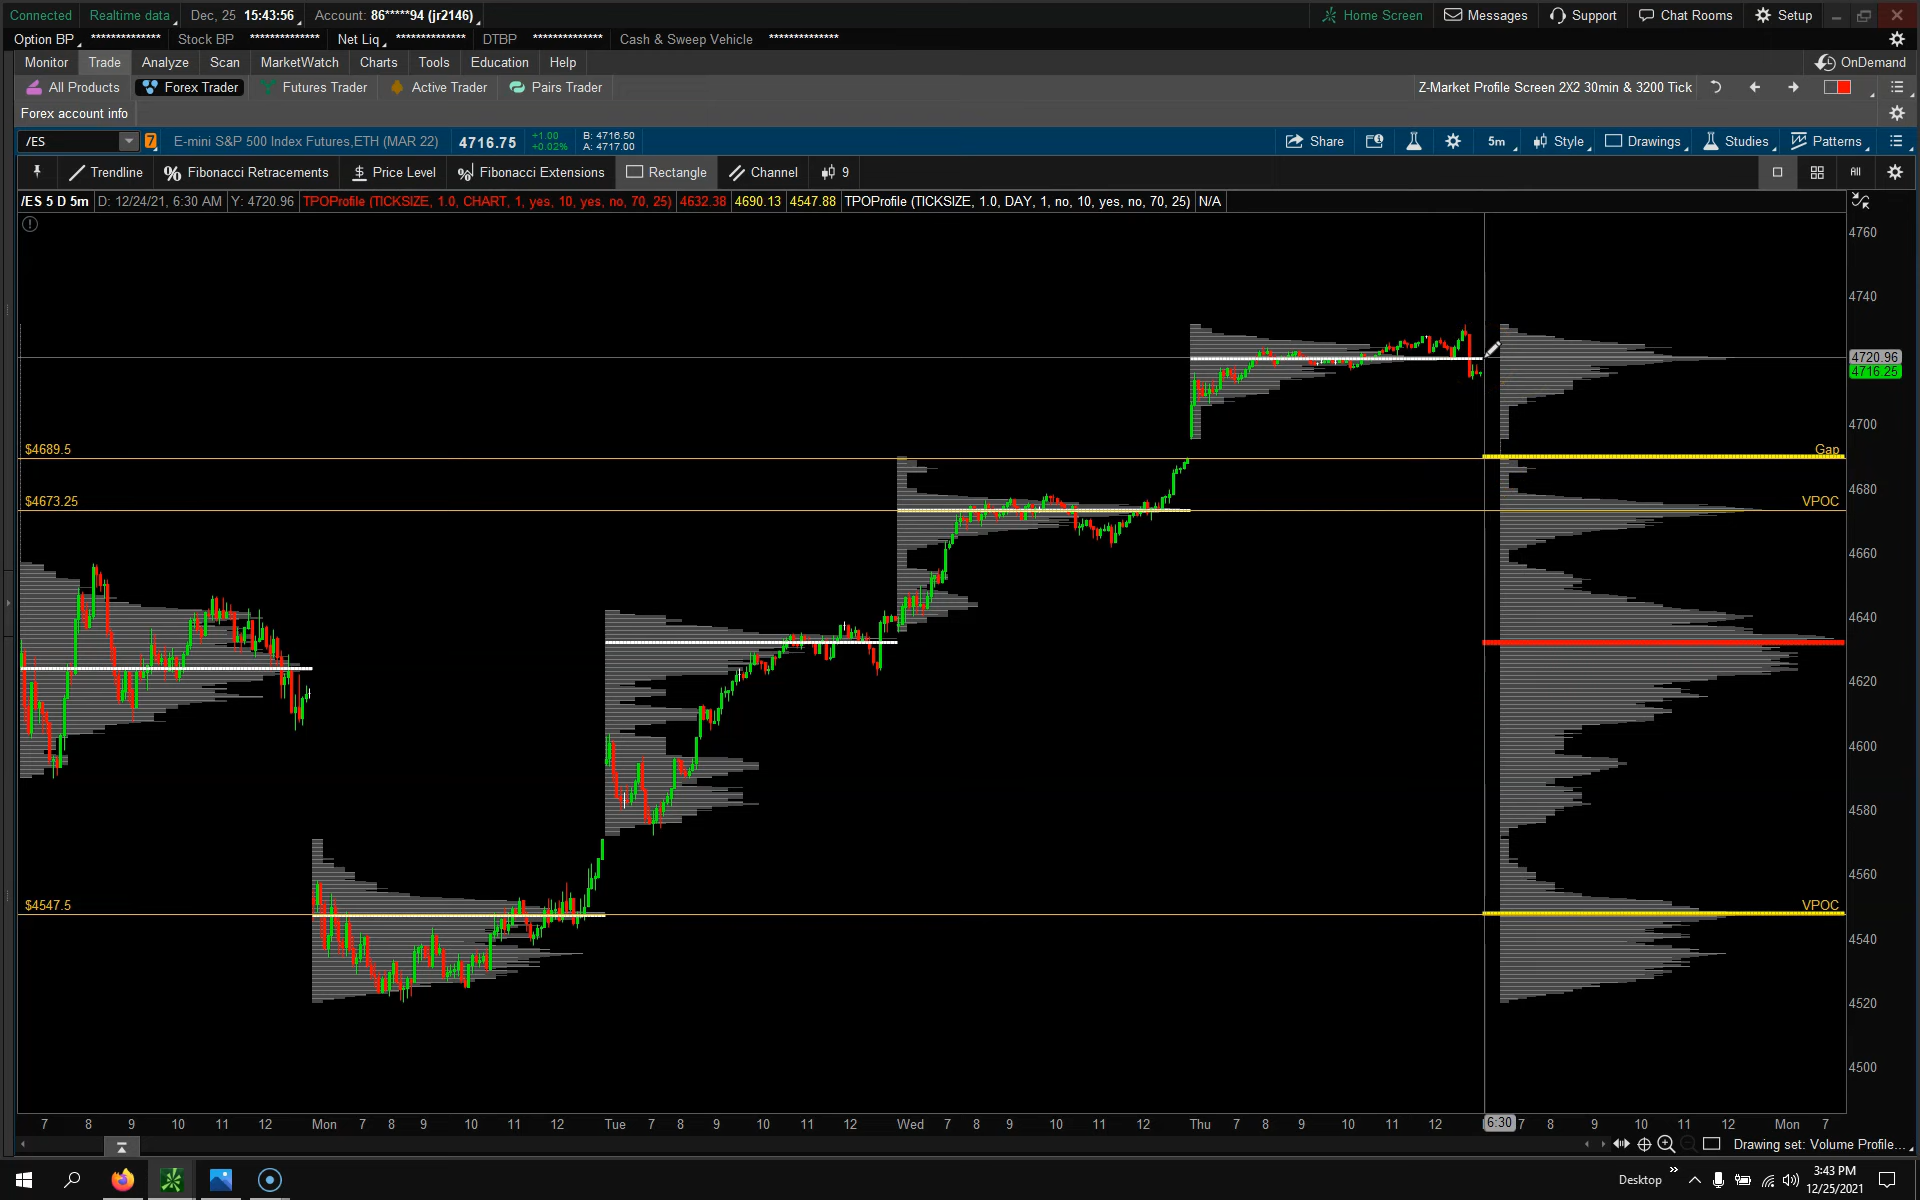 Connected Realtime data Dec, 25 15:43:56 Account: 86*****94 (jr2146) Home Screen Messages Support Chat Rooms Setup
Option BP ************** Stock BP ************** Net Liq ************** DTBP ************** Cash & Sweep Vehicle **************
Monitor Trade Analyze Scan MarketWatch Charts Tools Education Help OnDemand
All Products Forex Trader Futures Trader Active Trader Pairs Trader Z-Market Profile Screen 2X2 30min & 3200 Tick
Forex account info
/ES 7 E-mini S&P 500 Index Futures,ETH (MAR 22) 4716.75 +1.00 B: 4716.50 Share 5m Style Drawings Studies Patterns
+0.02% A: 4717.00
Trendline Fibonacci Retracements Price Level Fibonacci Extensions Rectangle Channel 9 All
/ES 5 D 5m D: 12/24/21, 6:30 AM Y: 4720.96 TPOProfile (TICKSIZE, 1.0, CHART, 1, yes, 10, yes, no, 70, 25) 4632.38 4690.13 4547.88 TPOProfile (TICKSIZE, 1.0, DAY, 1, no, 10, yes, no, 70, 25) N/A
4760
4740
4720.96
4716.25
4700
$4689.5 Gap
4680
$4673.25 VPOC
4660
4640
4620
4600
4580
4560
$4547.5 VPOC
4540
4520
4500
7 8 9 10 11 12 Mon 7 8 9 10 11 12 Tue 7 8 9 10 11 12 Wed 7 8 9 10 11 12 Thu 7 8 9 10 11 12 6:30 7 8 9 10 11 12 Mon 7
Drawing set: Volume Profile...
Desktop 3:43 PM
12/25/2021